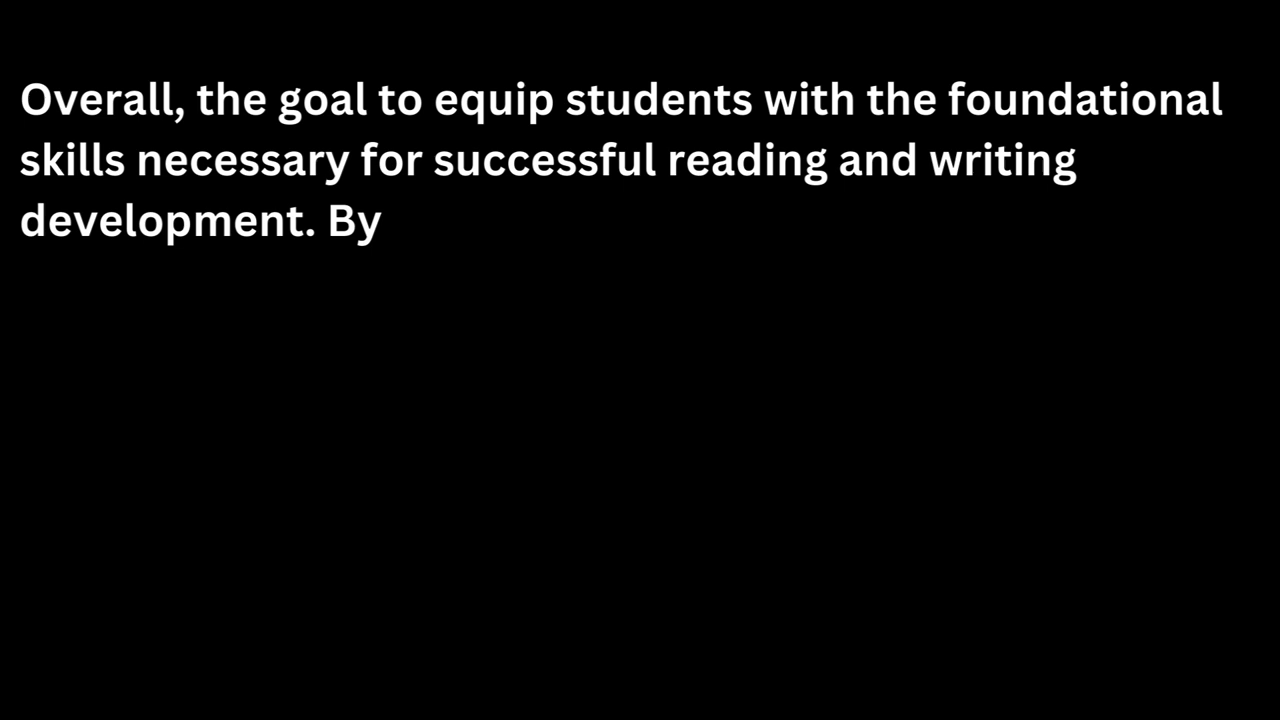 Overall, the goal to equip students with the foundational
skills necessary for successful reading and writing
development. By